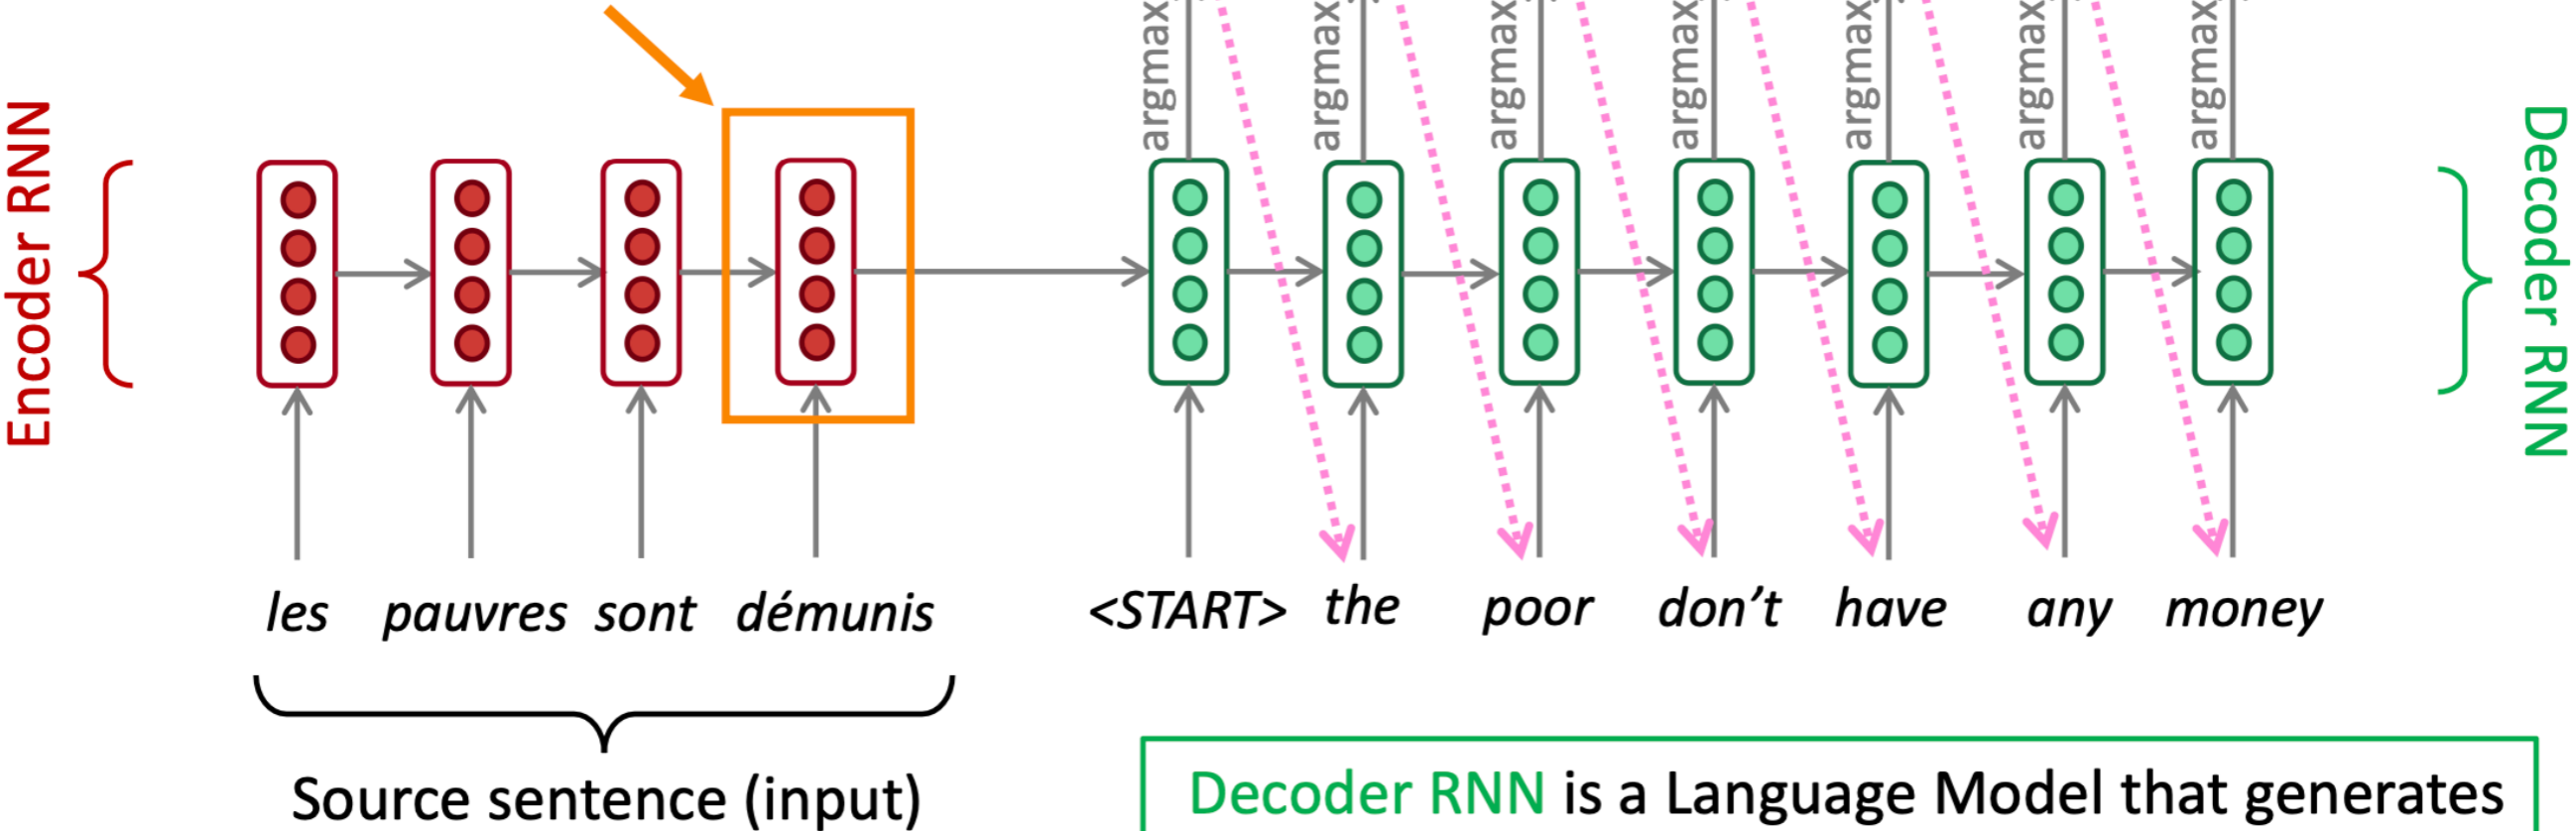 argmax argmax argmax argmax argmax argmax argmax
Encoder RNN
Decoder RNN
les pauvres sont démunis <START> the poor don't have any money
Source sentence (input)
Decoder RNN is a Language Model that generates